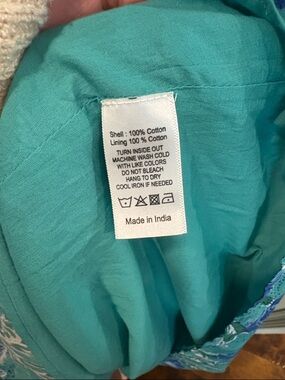 Shell : 100% Cotton
Lining 100 % Cotton
TURN INSIDE OUT
MACHINE WASH COLD
WITH LIKE COLORS
DO NOT BLEACH
HANG TO DRY
COOL IRON IF NEEDED
Made in India